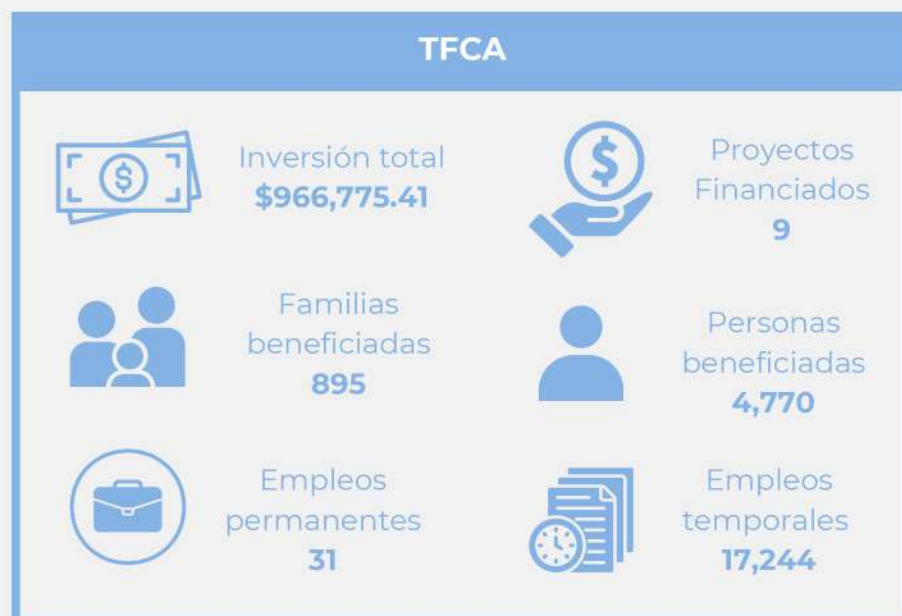 TFCA
Inversión total
$966,775.41
Proyectos
Financiados
9
Familias
beneficiadas
895
Personas
beneficiadas
4,770
Empleos
permanentes
31
Empleos
temporales
17,244